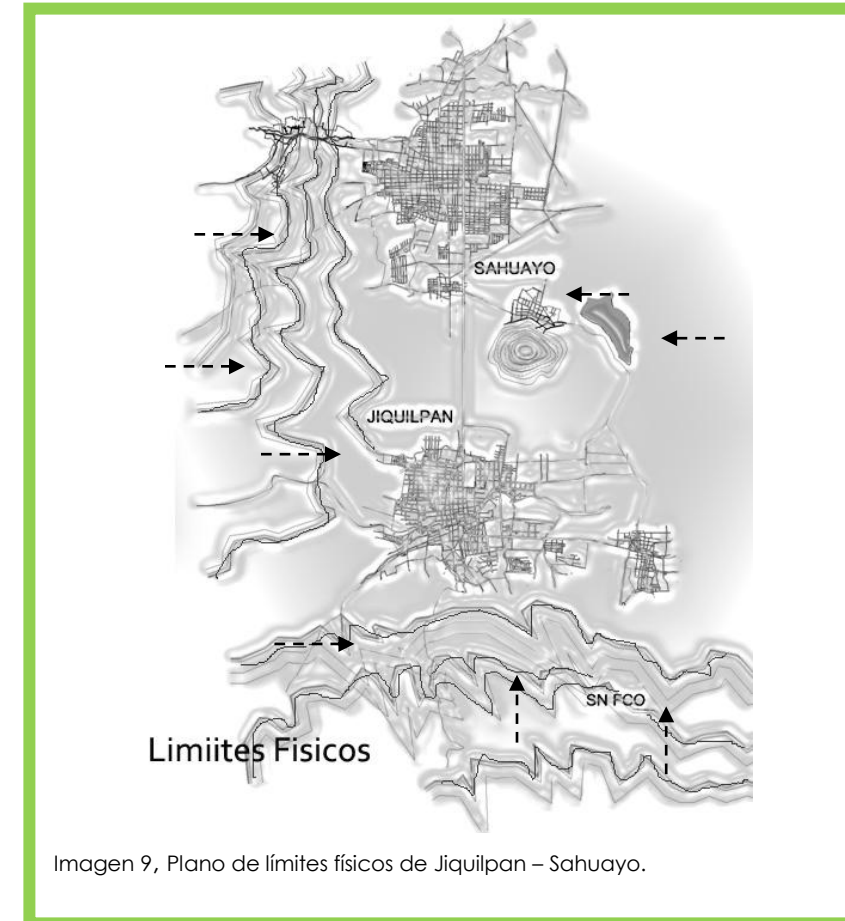 SAHUAYO
JIQUILPAN
SN FCO
Limiites Fisicos
Imagen 9, Plano de límites físicos de Jiquilpan – Sahuayo.